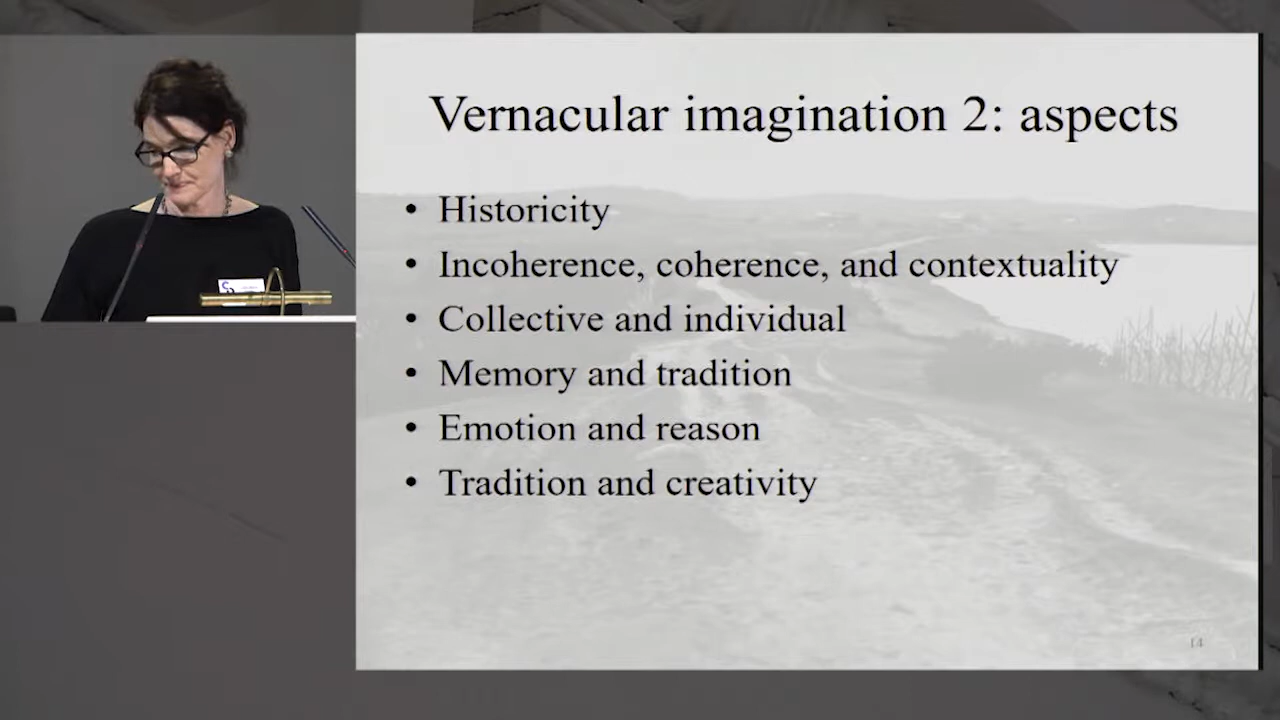 Vernacular imagination 2: aspects
• Historicity
• Incoherence, coherence, and contextuality
• Collective and individual
• Memory and tradition
• Emotion and reason
• Tradition and creativity
14